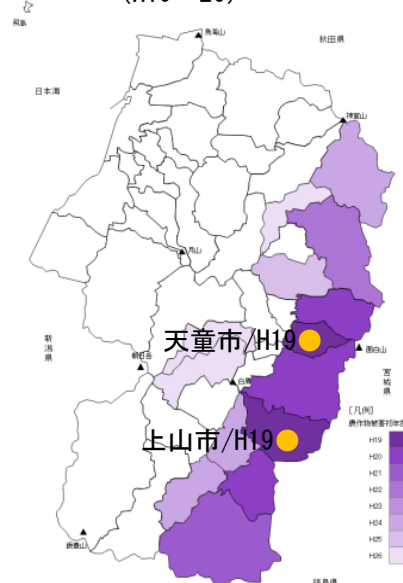 飛島
鳥海山
秋田県
日本海
神室山
月山
天童市/H19
面白山
新潟県
朝日岳
白鷹
宮城県
[凡例]
上山市/H19
H19
H20
H21
H22
H23
H24
H25
H26
飯豊山